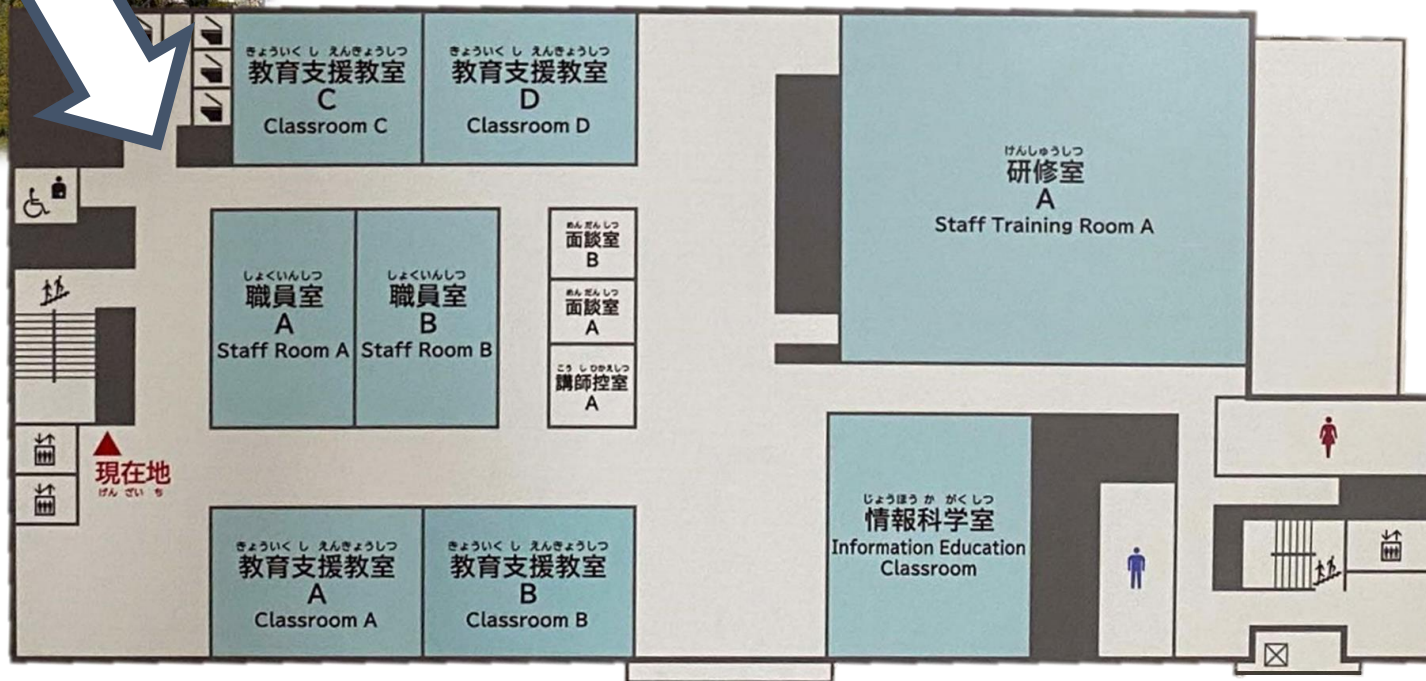 きょういく し えんきょうしつ
教育支援教室
C
Classroom C
きょういく し えんきょうしつ
教育支援教室
D
Classroom D
けんしゅうしつ
研修室
A
Staff Training Room A
しょくいんしつ
職員室
A
Staff Room A
しょくいんしつ
職員室
B
Staff Room B
めん だん しつ
面談室
B
めん だん しつ
面談室
A
こう し ひかえしつ
講師控室
A
現在地
げん ざい ち
きょういく し えんきょうしつ
教育支援教室
A
Classroom A
きょういく し えんきょうしつ
教育支援教室
B
Classroom B
じょうほう か がくしつ
情報科学室
Information Education
Classroom